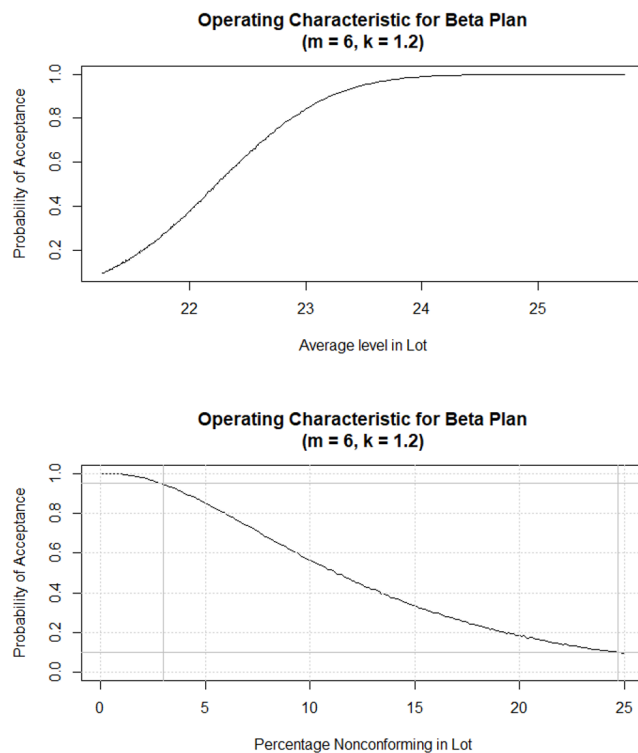 Operating Characteristic for Beta Plan
(m = 6, k = 1.2)
Probability of Acceptance
1.0
0.8
0.6
0.4
0.2
22 23 24 25
Average level in Lot
Operating Characteristic for Beta Plan
(m = 6, k = 1.2)
Probability of Acceptance
1.0
0.8
0.6
0.4
0.2
0.0
0 5 10 15 20 25
Percentage Nonconforming in Lot